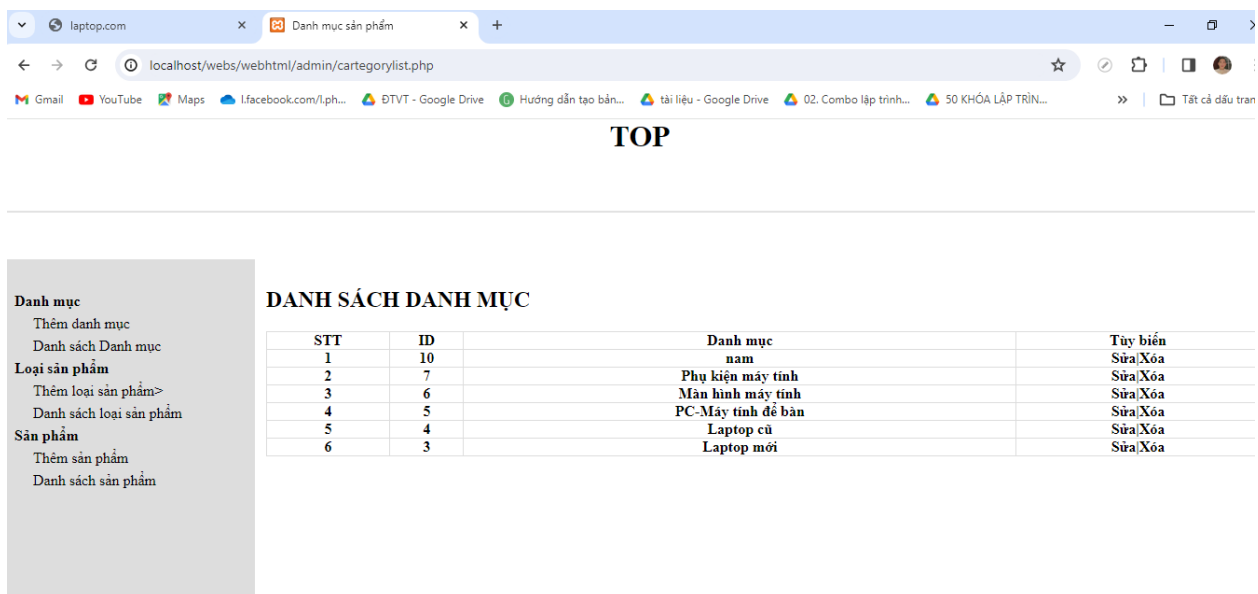 laptop.com
Danh mục sản phẩm
localhost/webs/webhtml/admin/cartegorylist.php
Gmail YouTube Maps l.facebook.com/l.ph... ĐTVT - Google Drive Hướng dẫn tạo bản... tài liệu - Google Drive 02. Combo lập trình... 50 KHÓA LẬP TRÌN... » Tất cả dấu tran
TOP
Danh mục
Thêm danh mục
Danh sách Danh mục
Loại sản phẩm
Thêm loại sản phẩm>
Danh sách loại sản phẩm
Sản phẩm
Thêm sản phẩm
Danh sách sản phẩm
DANH SÁCH DANH MỤC
STT ID Danh mục Tùy biến
1 10 nam Sửa|Xóa
2 7 Phụ kiện máy tính Sửa|Xóa
3 6 Màn hình máy tính Sửa|Xóa
4 5 PC-Máy tính để bàn Sửa|Xóa
5 4 Laptop cũ Sửa|Xóa
6 3 Laptop mới Sửa|Xóa